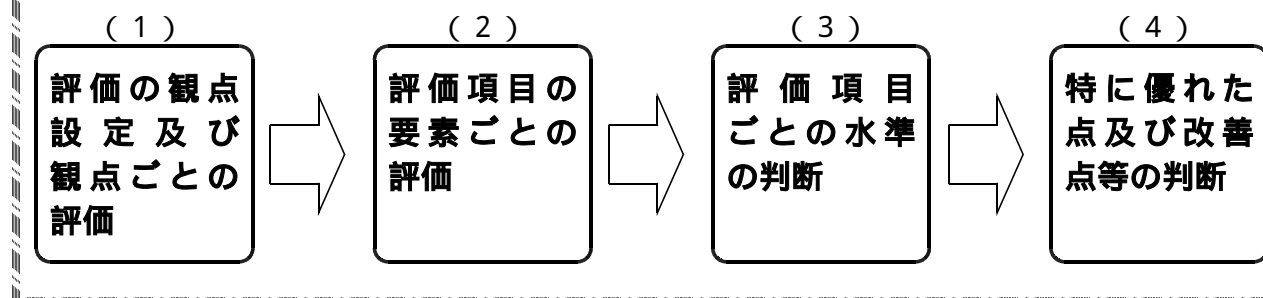 (1)
評価の観点
設定及び
観点ごとの
評価
(2)
評価項目の
要素ごとの
評価
(3)
評価項目
ごとの水準
の判断
(4)
特に優れた
点及び改善
点等の判断